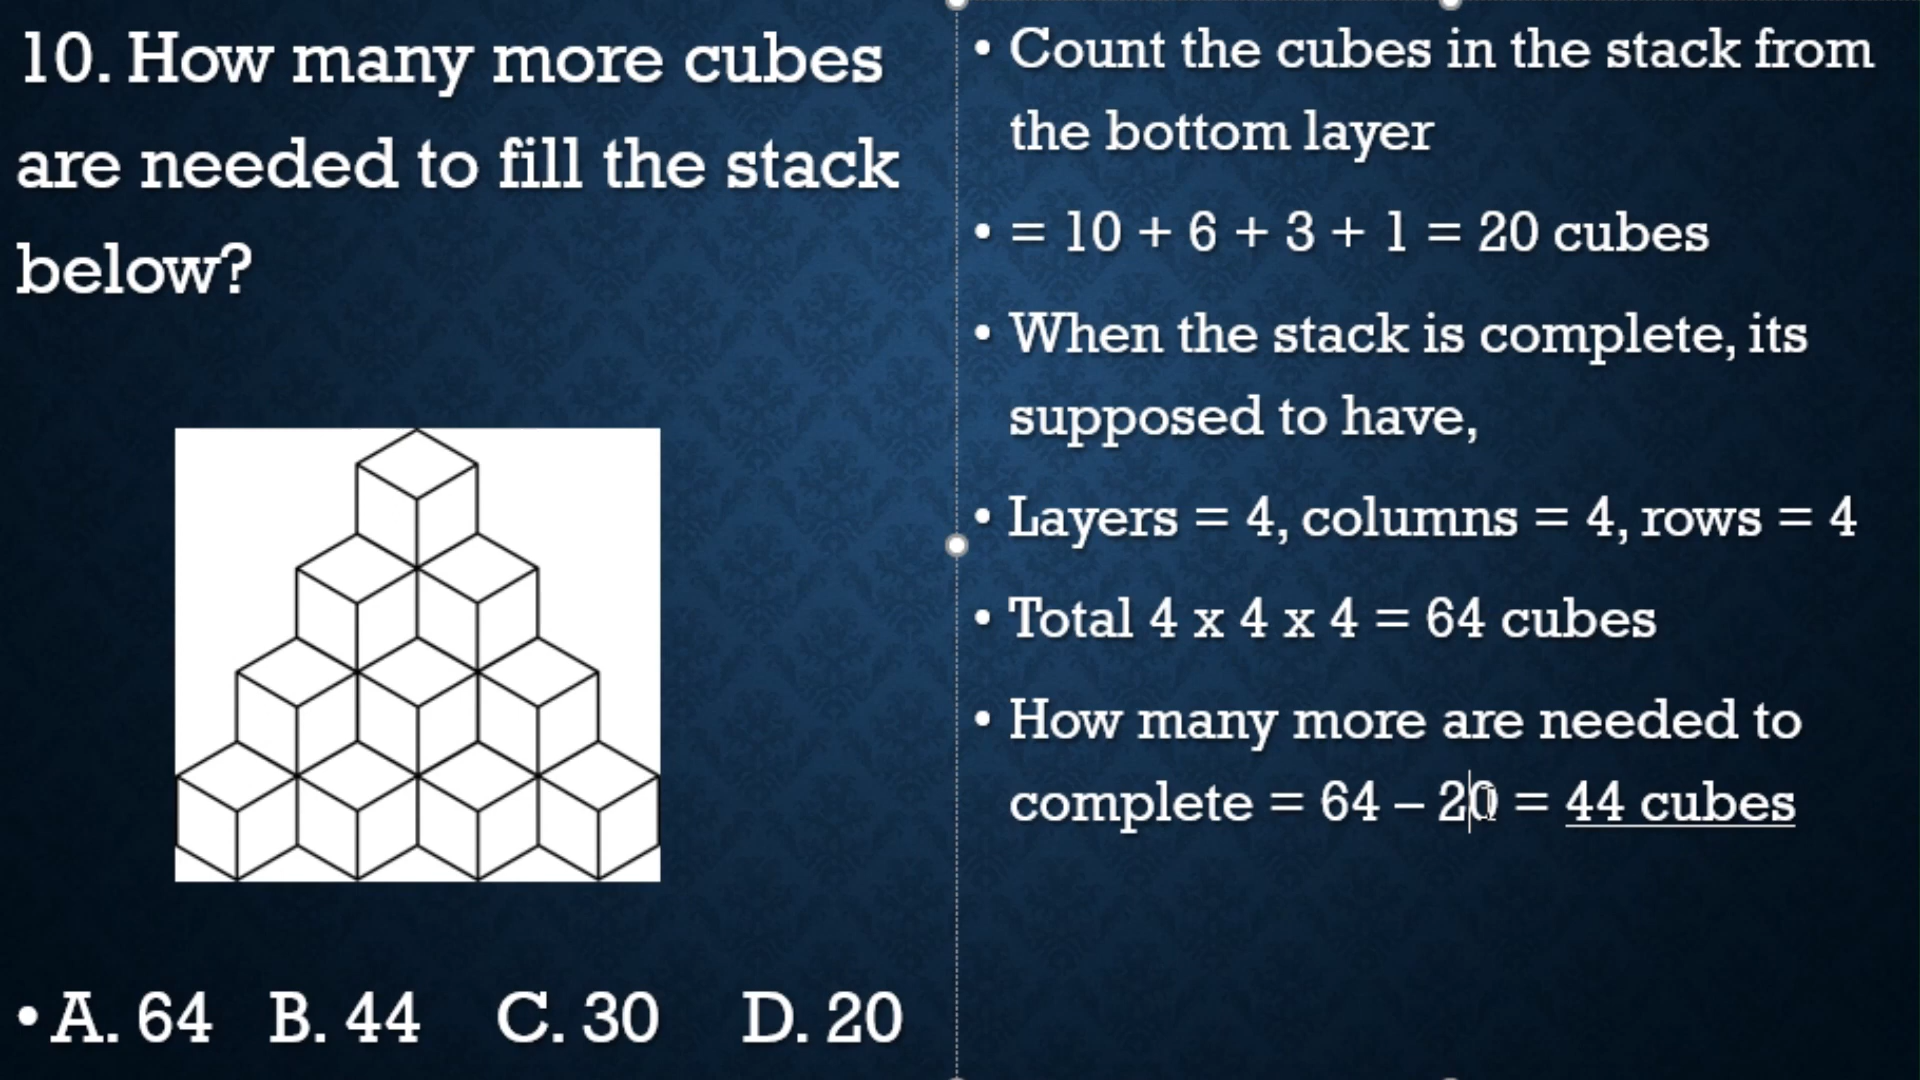 10. How many more cubes
are needed to fill the stack
below?
• A. 64 B. 44 C. 30 D. 20
• Count the cubes in the stack from
the bottom layer
• = 10 + 6 + 3 + 1 = 20 cubes
• When the stack is complete, its
supposed to have,
• Layers = 4, columns = 4, rows = 4
• Total 4 x 4 x 4 = 64 cubes
• How many more are needed to
complete = 64 – 20 = 44 cubes